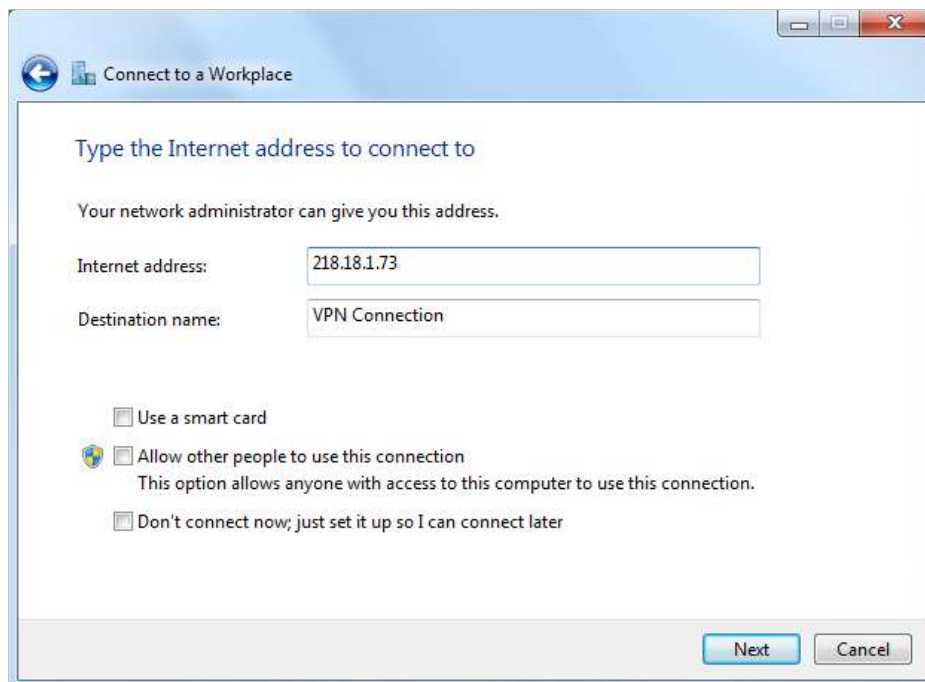 Connect to a Workplace
Type the Internet address to connect to
Your network administrator can give you this address.
Internet address: 218.18.1.73
Destination name: VPN Connection
Use a smart card
Allow other people to use this connection
This option allows anyone with access to this computer to use this connection.
Don't connect now; just set it up so I can connect later
Next Cancel